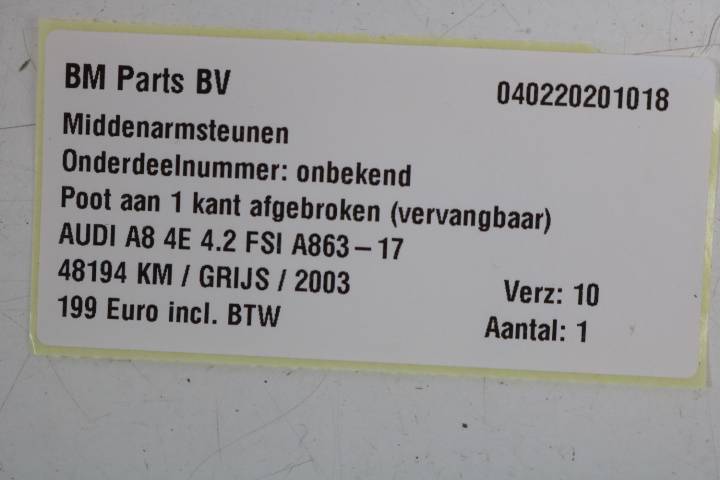 BM Parts BV 040220201018
Middenarmsteunen
Onderdeelnummer: onbekend
Poot aan 1 kant afgebroken (vervangbaar)
AUDI A8 4E 4.2 FSI A863-17
48194 KM / GRIJS / 2003 Verz: 10
199 Euro incl. BTW Aantal: 1